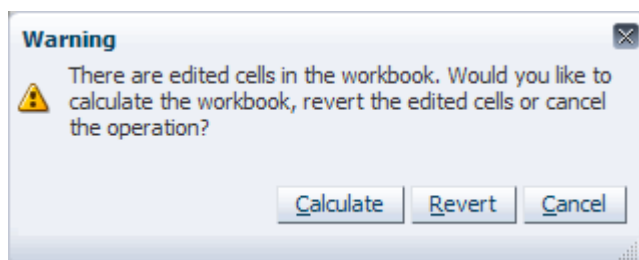 Warning
There are edited cells in the workbook. Would you like to
calculate the workbook, revert the edited cells or cancel
the operation?
Calculate Revert Cancel